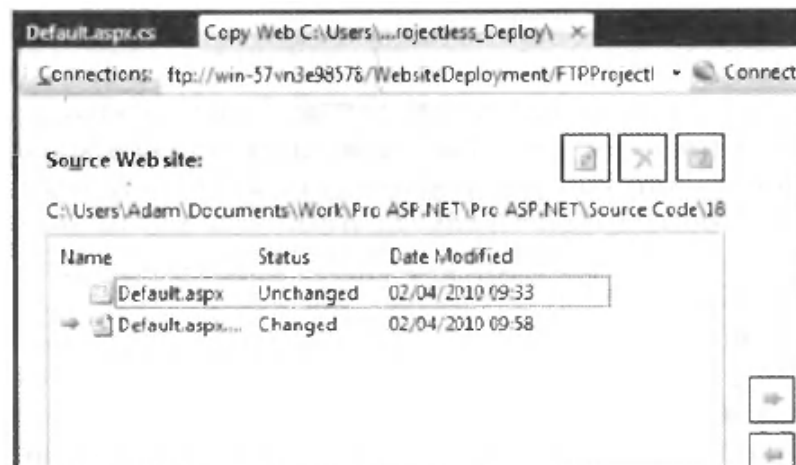 Default.aspx.cs Copy Web C:\Users\...rojectless_Deploy\ ×
Connections: ftp://win-57vn3e98578/WebsiteDeployment/FTPProjectl Connect
Source Web site:
C:\Users\Adam\Documents\Work\Pro ASP.NET\Pro ASP.NET\Source Code\18
Name Status Date Modified
Default.aspx Unchanged 02/04/2010 09:33
Default.aspx.... Changed 02/04/2010 09:58